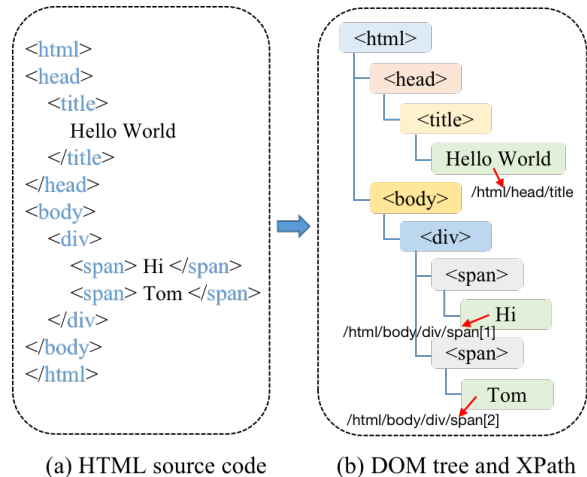 <html>
<head>
<title>
Hello World
</title>
</head>
<body>
<div>
<span> Hi </span>
<span> Tom </span>
</div>
</body>
</html>
(a) HTML source code
<html>
<head>
<title>
Hello World
/html/head/title
<body>
<div>
<span>
Hi
/html/body/div/span[1]
<span>
Tom
/html/body/div/span[2]
(b) DOM tree and XPath